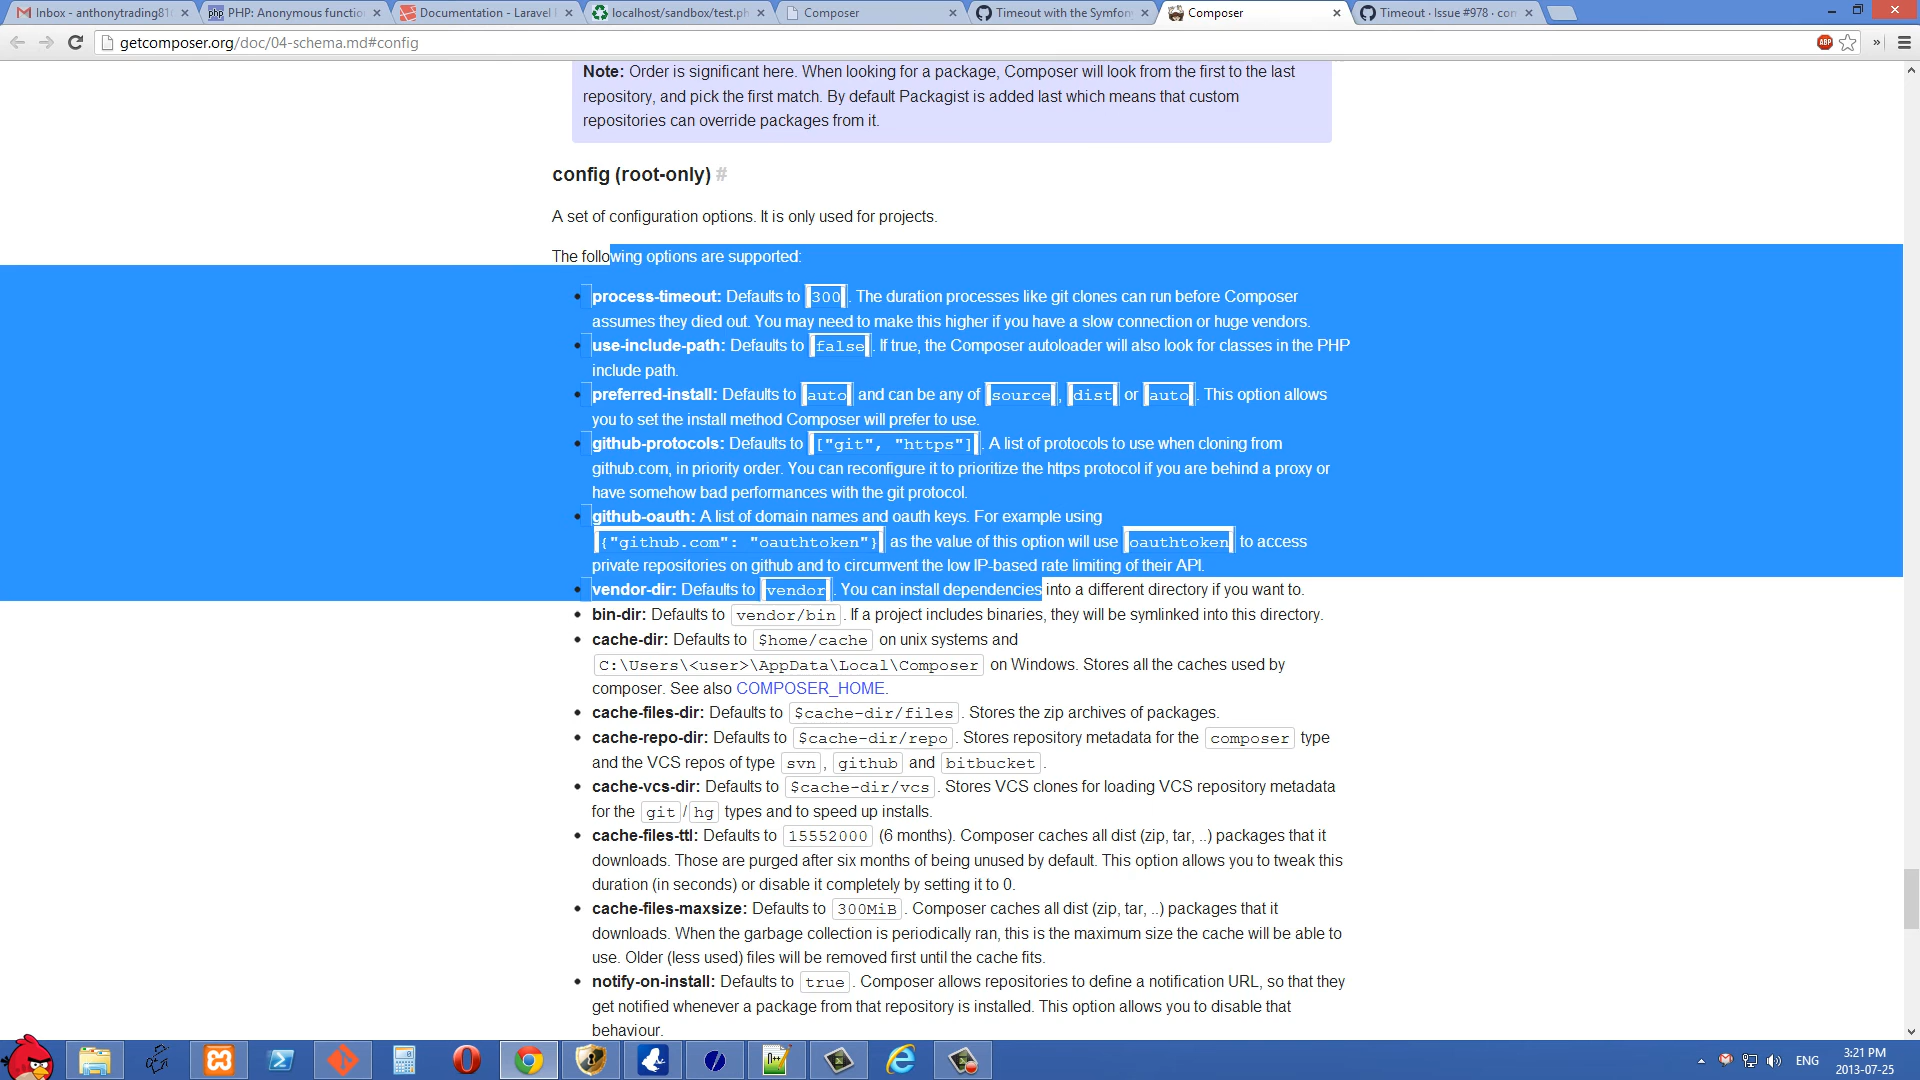 Inbox - anthonytrading81
PHP: Anonymous functio
Documentation - Laravel
localhost/sandbox/test.ph
Composer
Timeout with the Symfon
Composer
Timeout · Issue #978 · com
getcomposer.org/doc/04-schema.md#config
ABP
»
Note: Order is significant here. When looking for a package, Composer will look from the first to the last
repository, and pick the first match. By default Packagist is added last which means that custom
repositories can override packages from it.
config (root-only) #
A set of configuration options. It is only used for projects.
The following options are supported:
• process-timeout: Defaults to 300. The duration processes like git clones can run before Composer
assumes they died out. You may need to make this higher if you have a slow connection or huge vendors.
• use-include-path: Defaults to false. If true, the Composer autoloader will also look for classes in the PHP
include path.
• preferred-install: Defaults to auto and can be any of source, dist or auto. This option allows
you to set the install method Composer will prefer to use.
• github-protocols: Defaults to ["git", "https"]. A list of protocols to use when cloning from
github.com, in priority order. You can reconfigure it to prioritize the https protocol if you are behind a proxy or
have somehow bad performances with the git protocol.
• github-oauth: A list of domain names and oauth keys. For example using
{"github.com": "oauthtoken"} as the value of this option will use oauthtoken to access
private repositories on github and to circumvent the low IP-based rate limiting of their API.
• vendor-dir: Defaults to vendor. You can install dependencies into a different directory if you want to.
• bin-dir: Defaults to vendor/bin. If a project includes binaries, they will be symlinked into this directory.
• cache-dir: Defaults to $home/cache on unix systems and
C:\Users\<user>\AppData\Local\Composer on Windows. Stores all the caches used by
composer. See also COMPOSER_HOME.
• cache-files-dir: Defaults to $cache-dir/files. Stores the zip archives of packages.
• cache-repo-dir: Defaults to $cache-dir/repo. Stores repository metadata for the composer type
and the VCS repos of type svn, github and bitbucket.
• cache-vcs-dir: Defaults to $cache-dir/vcs. Stores VCS clones for loading VCS repository metadata
for the git/hg types and to speed up installs.
• cache-files-ttl: Defaults to 15552000 (6 months). Composer caches all dist (zip, tar, ..) packages that it
downloads. Those are purged after six months of being unused by default. This option allows you to tweak this
duration (in seconds) or disable it completely by setting it to 0.
• cache-files-maxsize: Defaults to 300MiB. Composer caches all dist (zip, tar, ..) packages that it
downloads. When the garbage collection is periodically ran, this is the maximum size the cache will be able to
use. Older (less used) files will be removed first until the cache fits.
• notify-on-install: Defaults to true. Composer allows repositories to define a notification URL, so that they
get notified whenever a package from that repository is installed. This option allows you to disable that
behaviour.
ENG
3:21 PM
2013-07-25